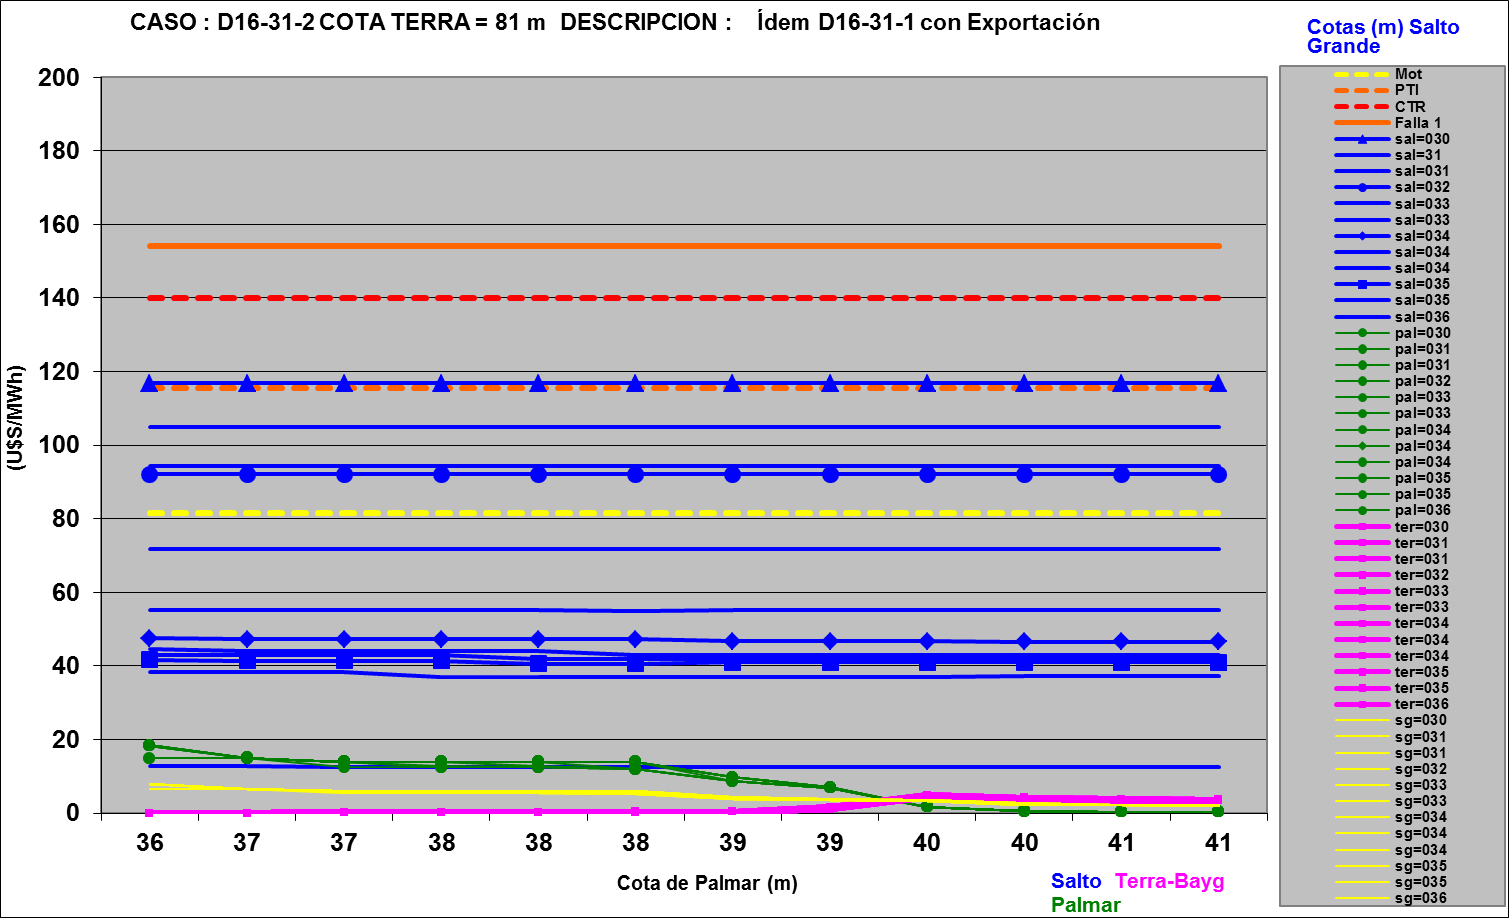 CASO : D16-31-2 COTA TERRA = 81 m  DESCRIPCION :    Ídem D16-31-1 con Exportación
Cotas (m) Salto
Grande
200
180
160
140
120
100
80
60
40
20
0
(U$S/MWh)
36 37 37 38 38 38 39 39 40 40 41 41
Cota de Palmar (m)
Salto Terra-Bayg
Palmar
Mot
PTI
CTR
Falla 1
sal=030
sal=31
sal=031
sal=032
sal=033
sal=033
sal=034
sal=034
sal=034
sal=035
sal=035
sal=036
pal=030
pal=031
pal=031
pal=032
pal=033
pal=033
pal=034
pal=034
pal=034
pal=035
pal=035
pal=036
ter=030
ter=031
ter=031
ter=032
ter=033
ter=033
ter=034
ter=034
ter=034
ter=035
ter=035
ter=036
sg=030
sg=031
sg=031
sg=032
sg=033
sg=033
sg=034
sg=034
sg=034
sg=035
sg=035
sg=036